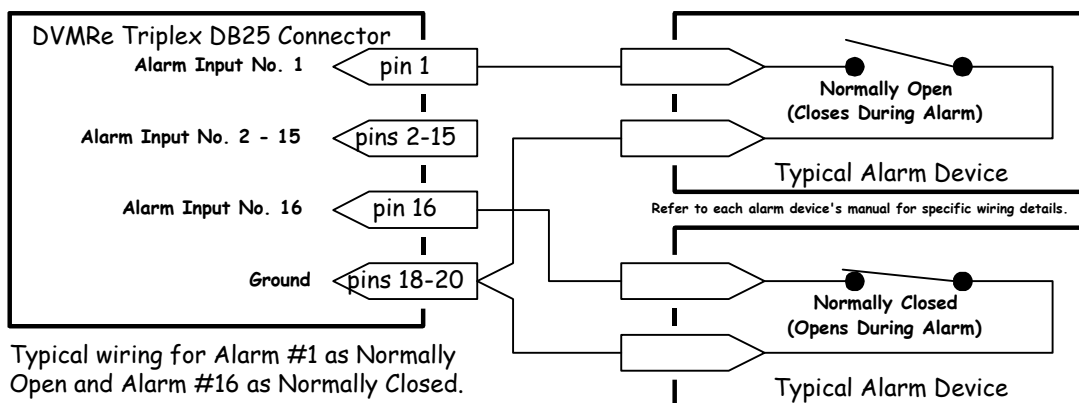 DVMRe Triplex DB25 Connector
Alarm Input No. 1
pin 1
Alarm Input No. 2 - 15
pins 2-15
Alarm Input No. 16
pin 16
Ground
pins 18-20
Typical wiring for Alarm #1 as Normally
Open and Alarm #16 as Normally Closed.
Normally Open
(Closes During Alarm)
Typical Alarm Device
Refer to each alarm device's manual for specific wiring details.
Normally Closed
(Opens During Alarm)
Typical Alarm Device